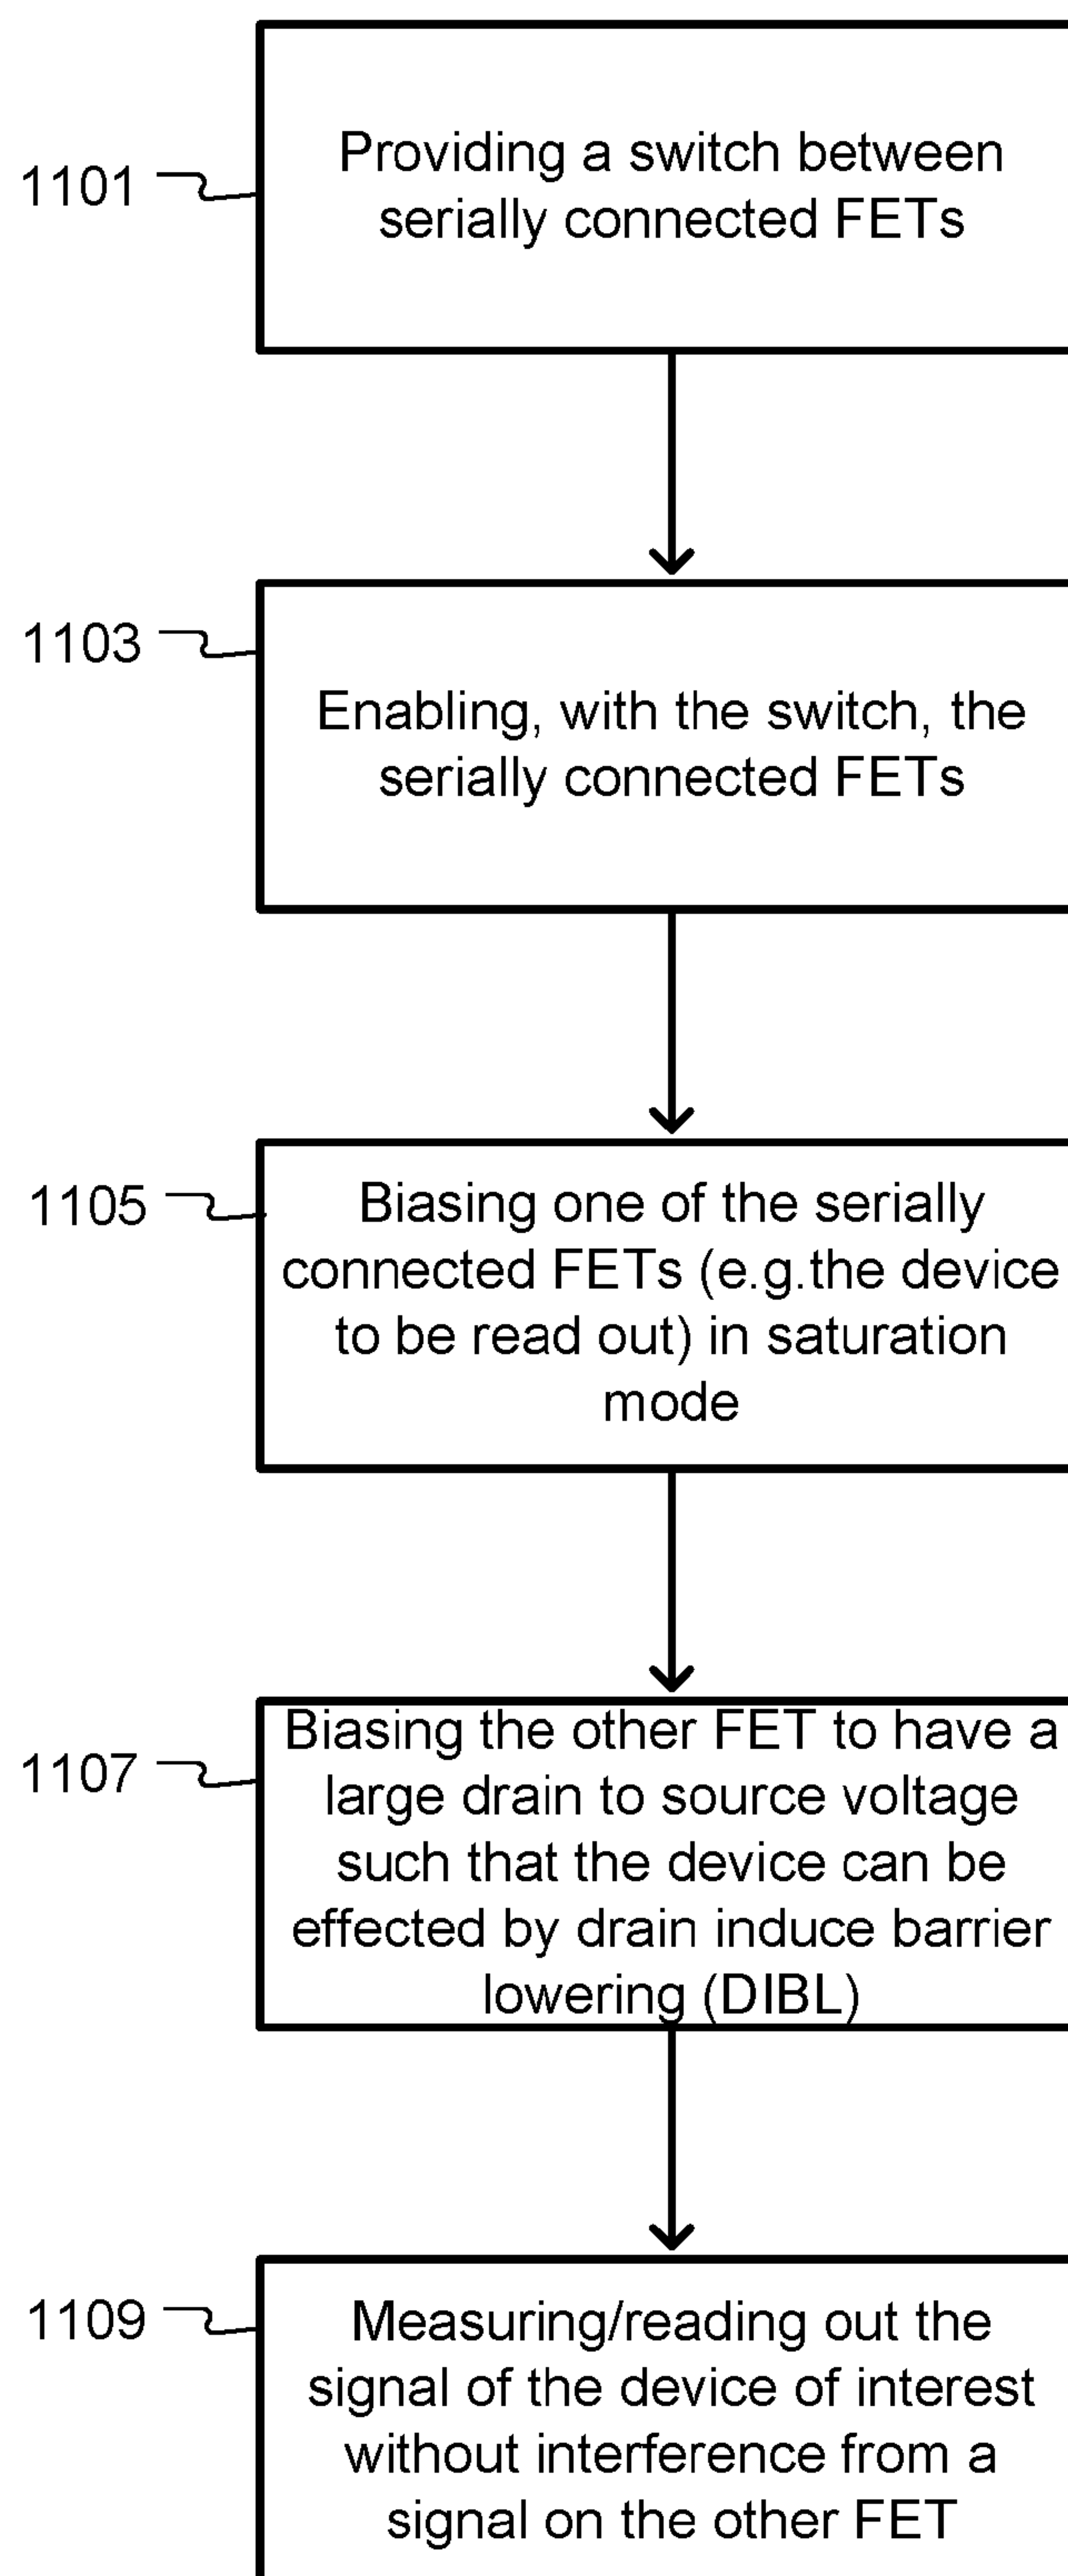 1101
Providing a switch between
serially connected FETs
1103
Enabling, with the switch, the
serially connected FETs
1105
Biasing one of the serially
connected FETs (e.g.the device
to be read out) in saturation
mode
1107
Biasing the other FET to have a
large drain to source voltage
such that the device can be
effected by drain induce barrier
lowering (DIBL)
1109
Measuring/reading out the
signal of the device of interest
without interference from a
signal on the other FET